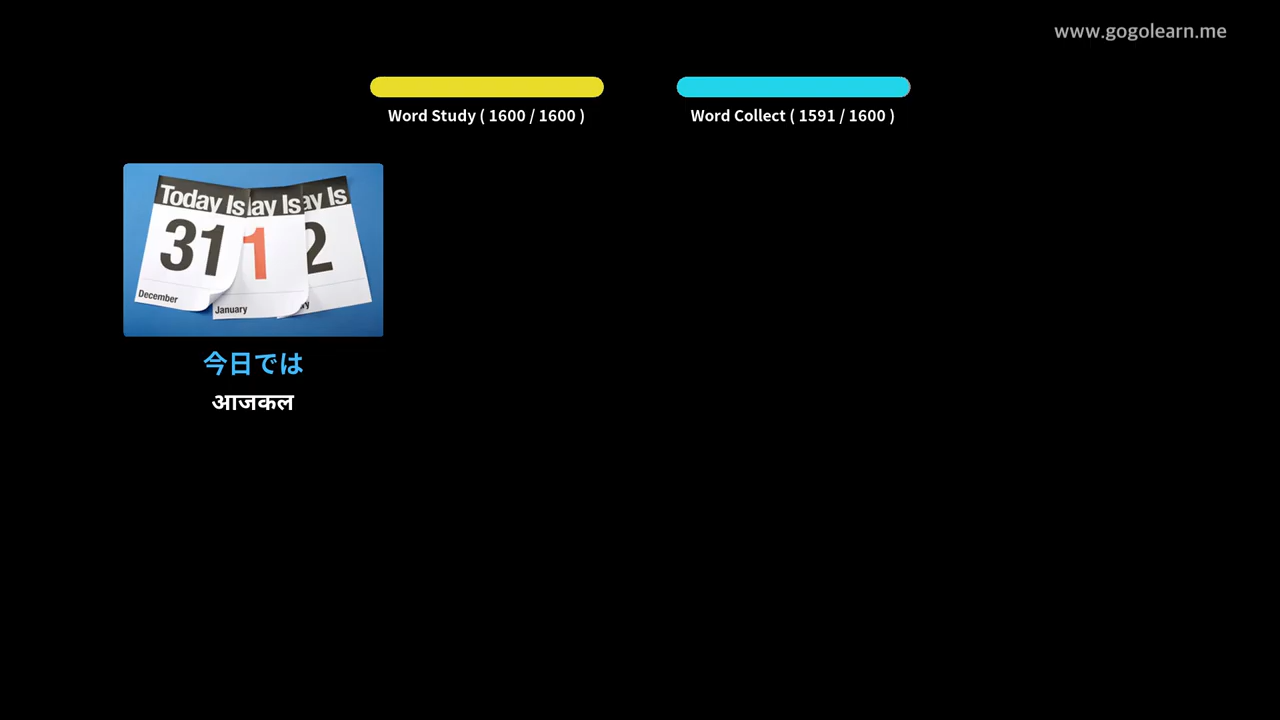 www.gogolearn.me
Word Study ( 1600 / 1600 )
Word Collect ( 1591 / 1600 )
Today Is
ay Is
ay Is
31
1
2
December
January
ry
今日では
आजकल